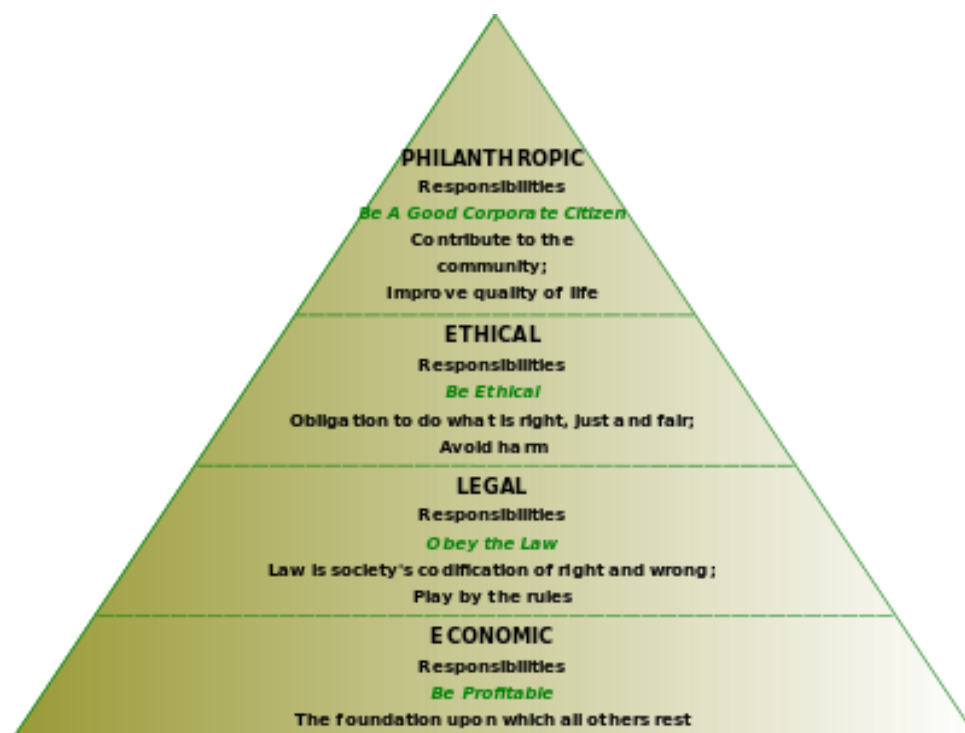 PHILANTHROPIC
Responsibilities
Be A Good Corporate Citizen
Contribute to the
community;
Improve quality of life
ETHICAL
Responsibilities
Be Ethical
Obligation to do what is right, just and fair;
Avoid harm
LEGAL
Responsibilities
Obey the Law
Law is society's codification of right and wrong;
Play by the rules
ECONOMIC
Responsibilities
Be Profitable
The foundation upon which all others rest